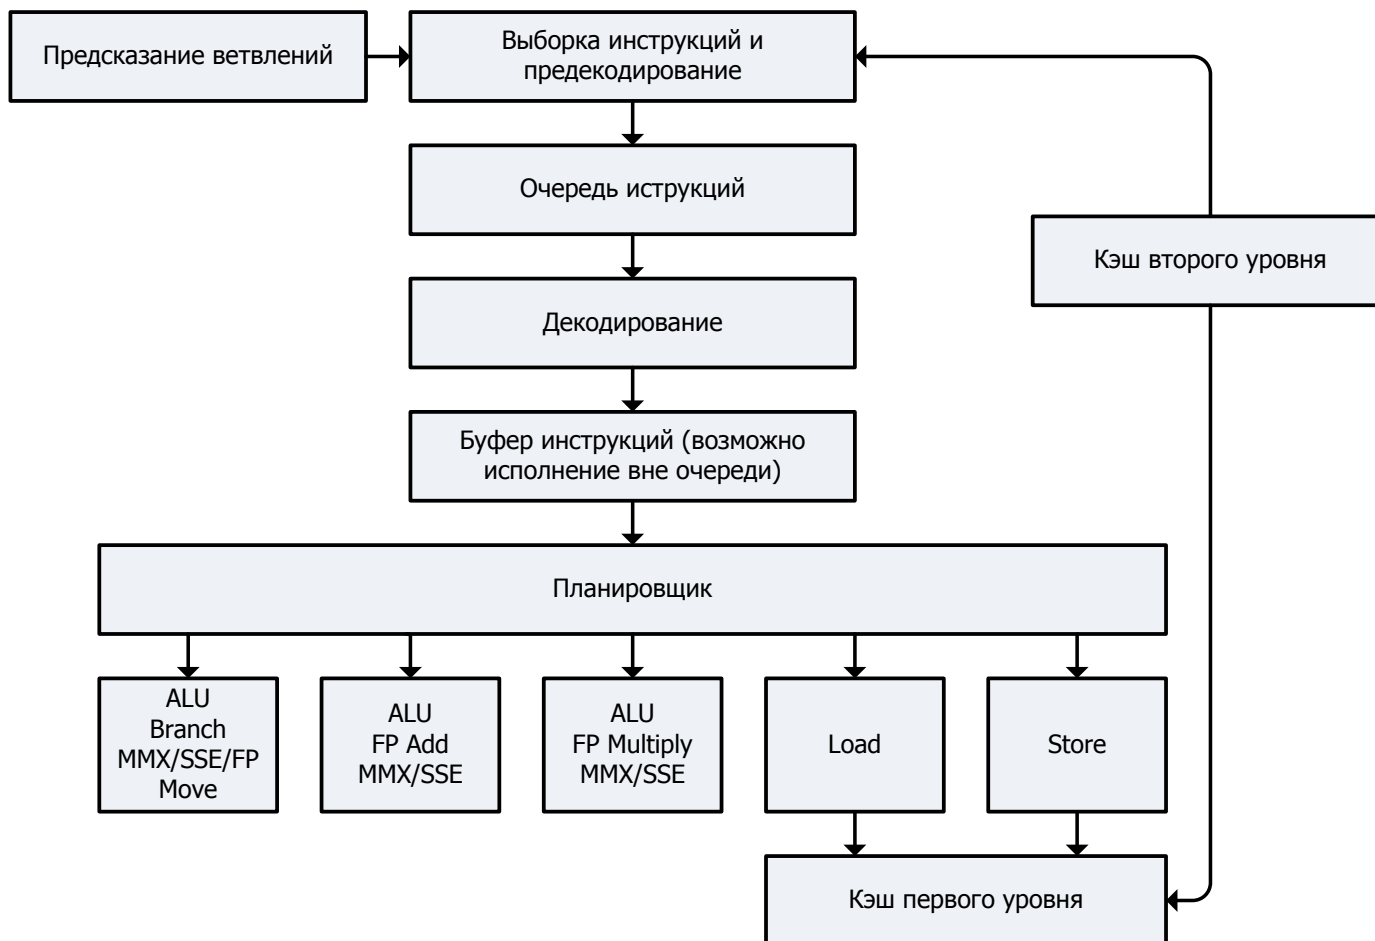 Предсказание ветвлений
Выборка инструкций и
предекодирование
Очередь иструкций
Кэш второго уровня
Декодирование
Буфер инструкций (возможно
исполнение вне очереди)
Планировщик
ALU
Branch
MMX/SSE/FP
Move
ALU
FP Add
MMX/SSE
ALU
FP Multiply
MMX/SSE
Load
Store
Кэш первого уровня